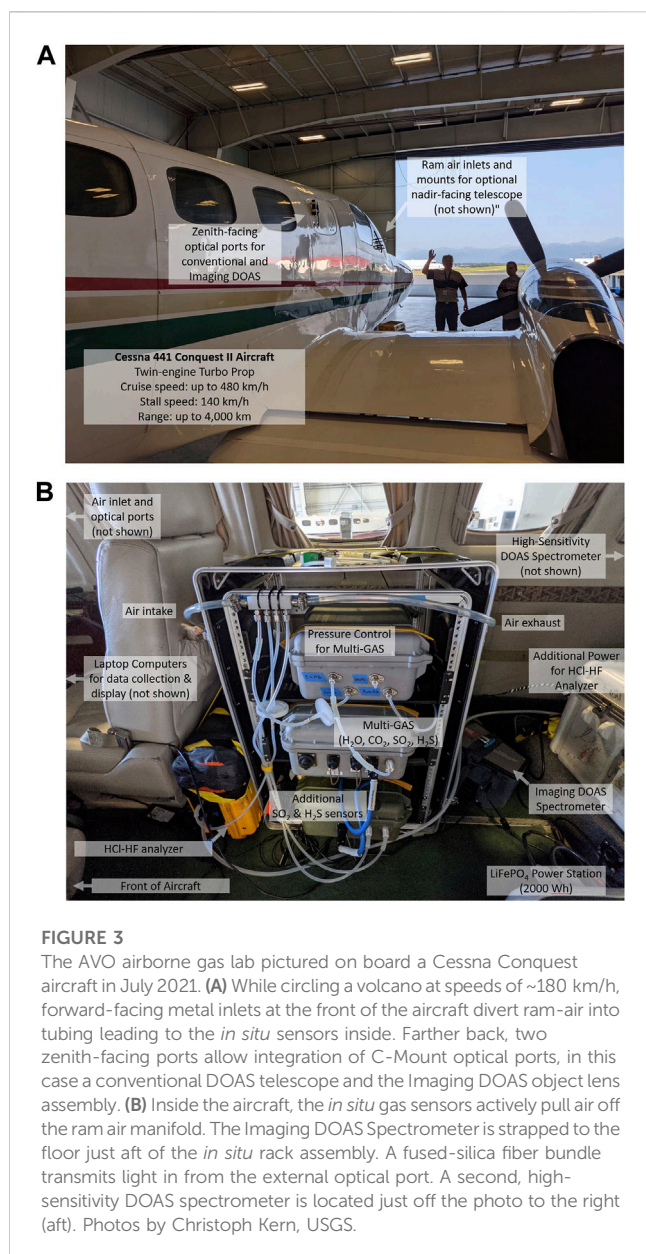 A
Ram air inlets and
mounts for optional
nadir-facing telescope
(not shown)"
Zenith-facing
optical ports for
conventional and
Imaging DOAS
Cessna 441 Conquest II Aircraft
Twin-engine Turbo Prop
Cruise speed: up to 480 km/h
Stall speed: 140 km/h
Range: up to 4,000 km
B
Air inlet and
optical ports
(not shown)
High-Sensitivity
DOAS Spectrometer
(not shown)
Air intake
Air exhaust
Pressure Control
for Multi-GAS
Laptop Computers
for data collection &
display (not shown)
Additional Power
for HCl-HF
Analyzer
Multi-GAS
(H₂O, CO₂, SO₂, H₂S)
Imaging DOAS
Spectrometer
Additional
SO₂ & H₂S sensors
HCl-HF analyzer
Front of Aircraft
LiFePO₄ Power Station
(2000 Wh)
FIGURE 3
The AVO airborne gas lab pictured on board a Cessna Conquest
aircraft in July 2021. (A) While circling a volcano at speeds of ~180 km/h,
forward-facing metal inlets at the front of the aircraft divert ram-air into
tubing leading to the in situ sensors inside. Farther back, two
zenith-facing ports allow integration of C-Mount optical ports, in this
case a conventional DOAS telescope and the Imaging DOAS object lens
assembly. (B) Inside the aircraft, the in situ gas sensors actively pull air off
the ram air manifold. The Imaging DOAS Spectrometer is strapped to the
floor just aft of the in situ rack assembly. A fused-silica fiber bundle
transmits light in from the external optical port. A second, high-
sensitivity DOAS spectrometer is located just off the photo to the right
(aft). Photos by Christoph Kern, USGS.